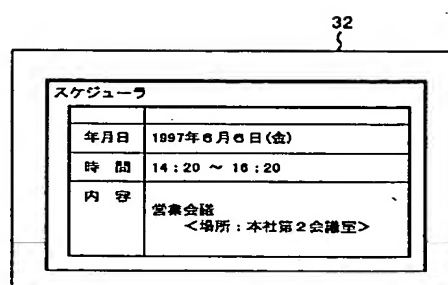 32
スケジューラ
年月日 1997年6月6日(金)
時 間 14:20 ～ 16:20
内 容 営業会議
<場所:本社第2会議室>